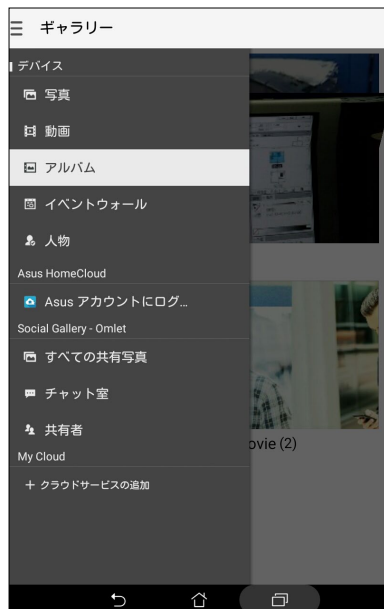 ギャラリー
デバイス
写真
動画
アルバム
イベントウォール
人物
Asus HomeCloud
Asus アカウントにログ...
Social Gallery - Omlet
すべての共有写真
チャット室
共有者
ovie (2)
My Cloud
+ クラウドサービスの追加